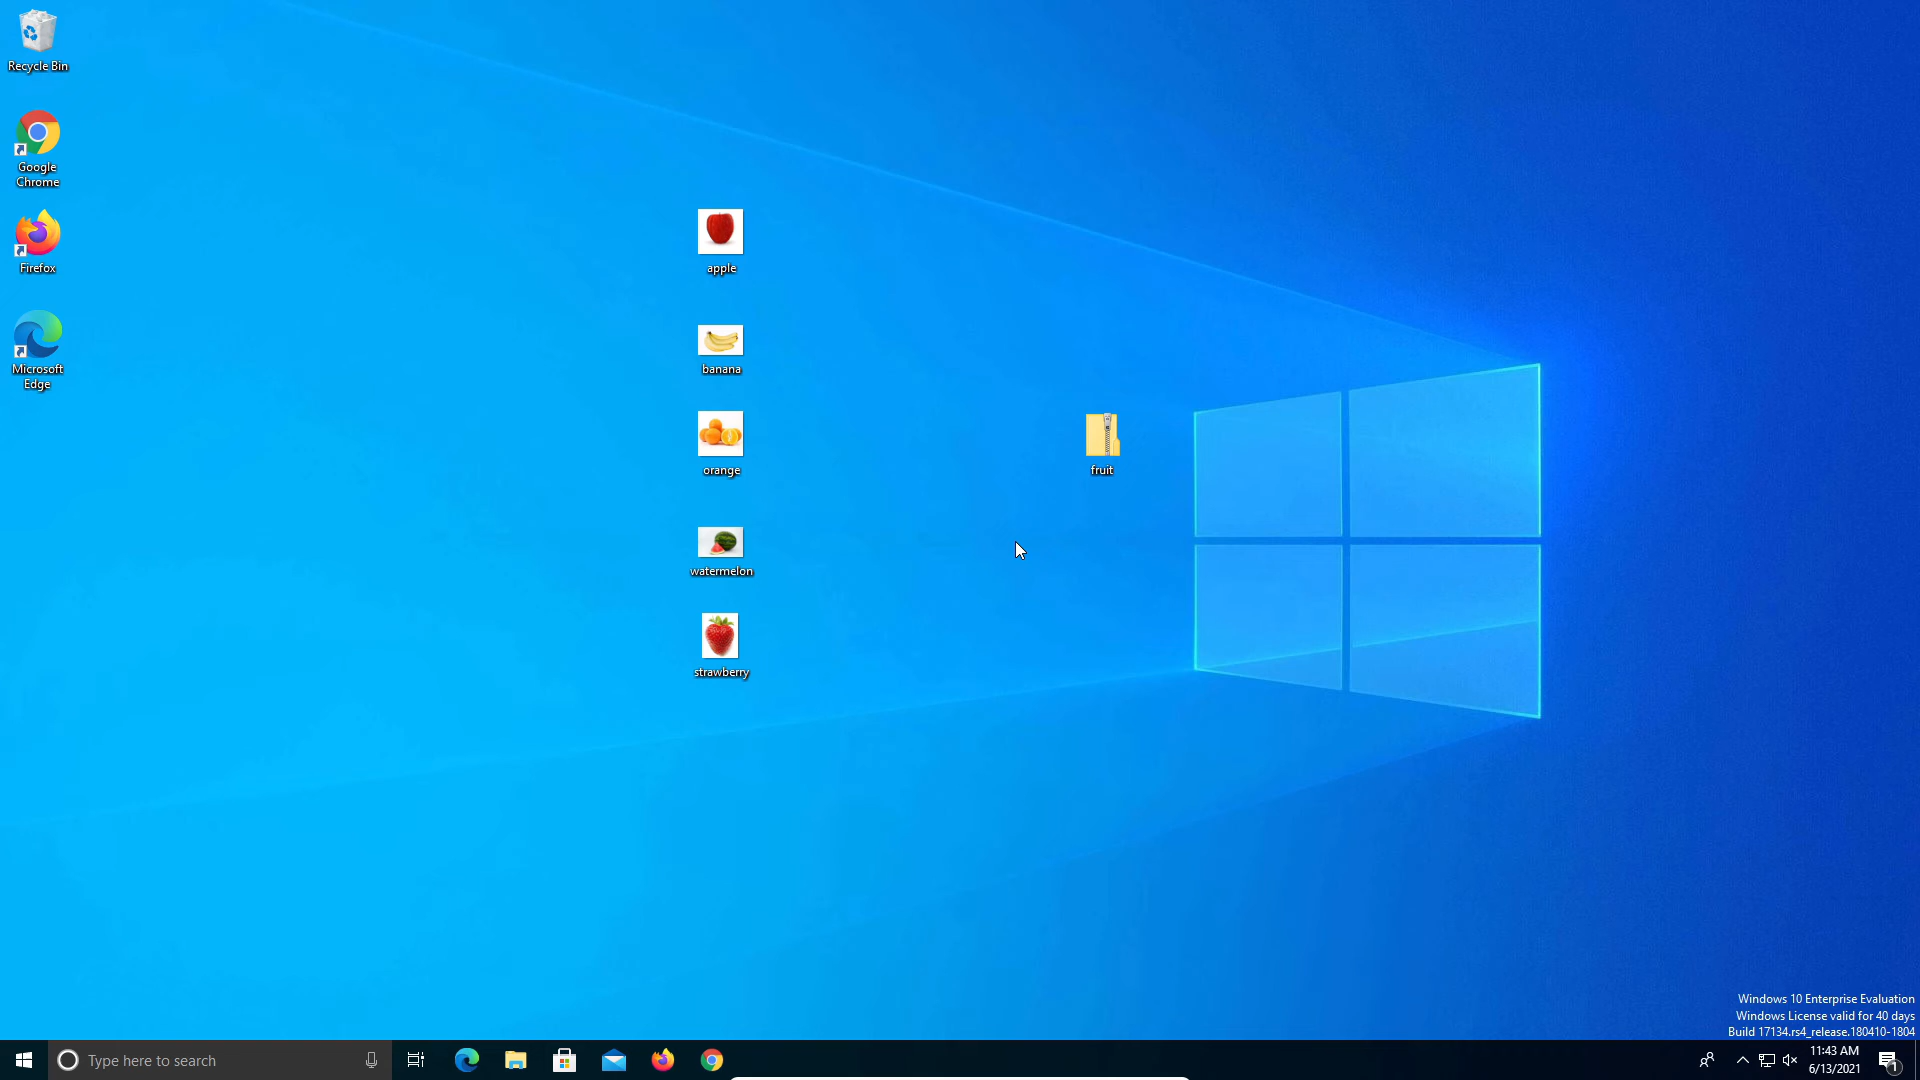 Recycle Bin
Google
Chrome
Firefox
Microsoft
Edge
apple
banana
orange
watermelon
strawberry
fruit
Windows 10 Enterprise Evaluation
Windows License valid for 40 days
Build 17134.rs4_release.180410-1804
Type here to search
11:43 AM
6/13/2021
1